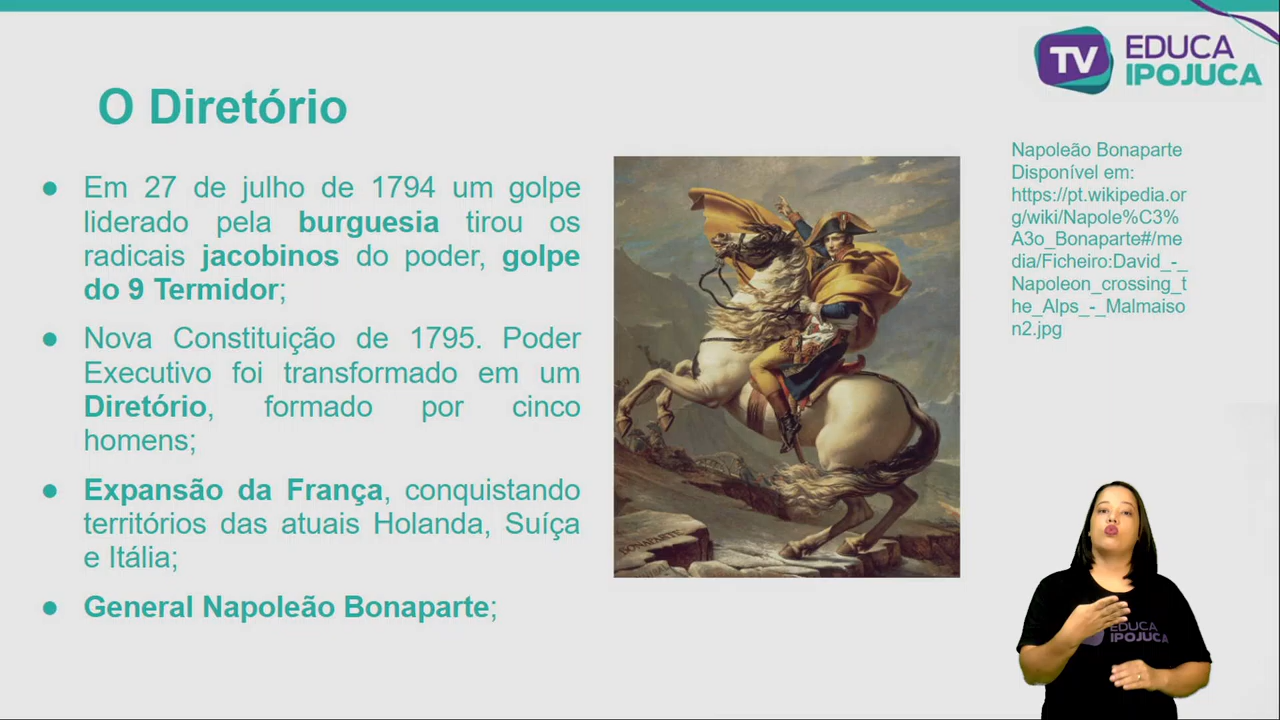 TV EDUCA
IPOJUCA
O Diretório
● Em 27 de julho de 1794 um golpe
liderado pela burguesia tirou os
radicais jacobinos do poder, golpe
do 9 Termidor;
● Nova Constituição de 1795. Poder
Executivo foi transformado em um
Diretório, formado por cinco
homens;
● Expansão da França, conquistando
territórios das atuais Holanda, Suíça
e Itália;
● General Napoleão Bonaparte;
BONAPARTE
Napoleão Bonaparte
Disponível em:
https://pt.wikipedia.or
g/wiki/Napole%C3%
A3o_Bonaparte#/me
dia/Ficheiro:David_-_
Napoleon_crossing_t
he_Alps_-_Malmaiso
n2.jpg
EDUCA
IPOJUCA